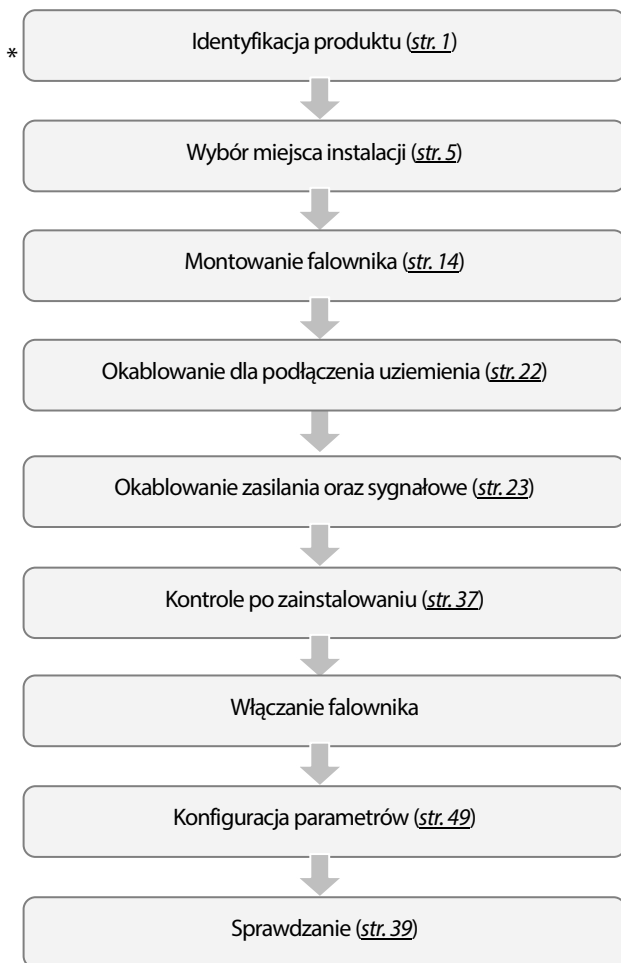 * Identyfikacja produktu (str. 1)
Wybór miejsca instalacji (str. 5)
Montowanie falownika (str. 14)
Okablowanie dla podłączenia uziemienia (str. 22)
Okablowanie zasilania oraz sygnałowe (str. 23)
Kontrole po zainstalowaniu (str. 37)
Włączanie falownika
Konfiguracja parametrów (str. 49)
Sprawdzanie (str. 39)